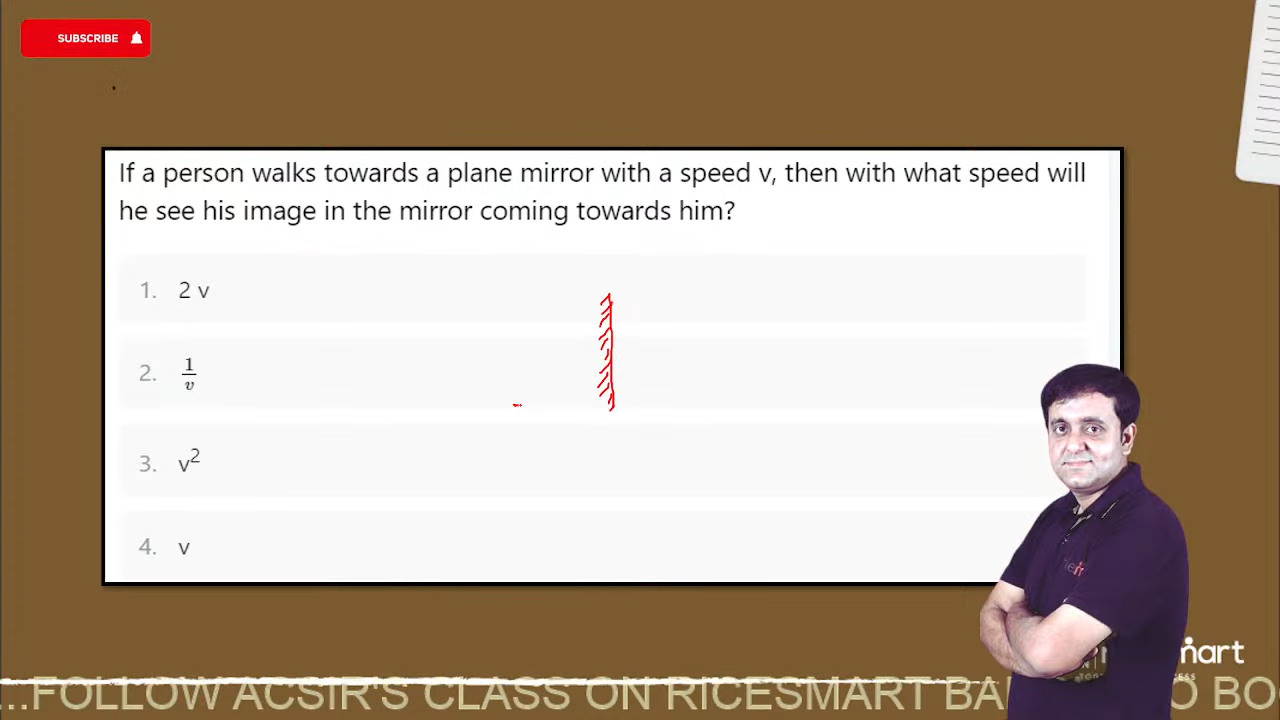 SUBSCRIBE
If a person walks towards a plane mirror with a speed v, then with what speed will
he see his image in the mirror coming towards him?
1. 2 v
2. 1/v
3. v²
4. v
...FOLLOW ACSIR'S CLASS ON RICESMART BA